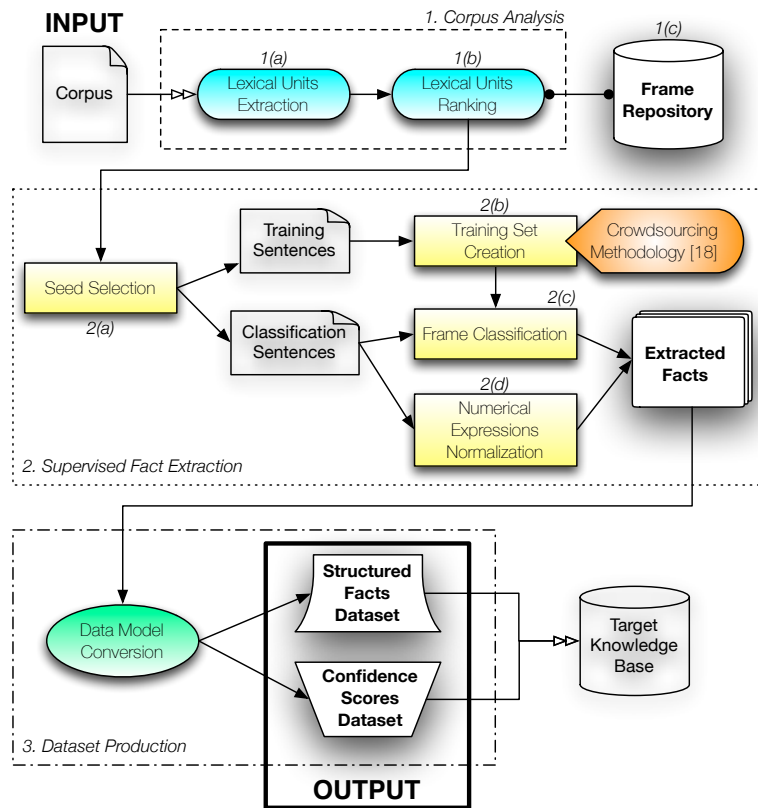 INPUT
1. Corpus Analysis
1(a)
1(b)
1(c)
Corpus
Lexical Units
Extraction
Lexical Units
Ranking
Frame
Repository
2(b)
Training
Sentences
Training Set
Creation
Crowdsourcing
Methodology [18]
Seed Selection
2(a)
2(c)
Classification
Sentences
Frame Classification
Extracted
Facts
2(d)
Numerical
Expressions
Normalization
2. Supervised Fact Extraction
Structured
Facts
Dataset
Data Model
Conversion
Target
Knowledge
Base
Confidence
Scores
Dataset
3. Dataset Production
OUTPUT